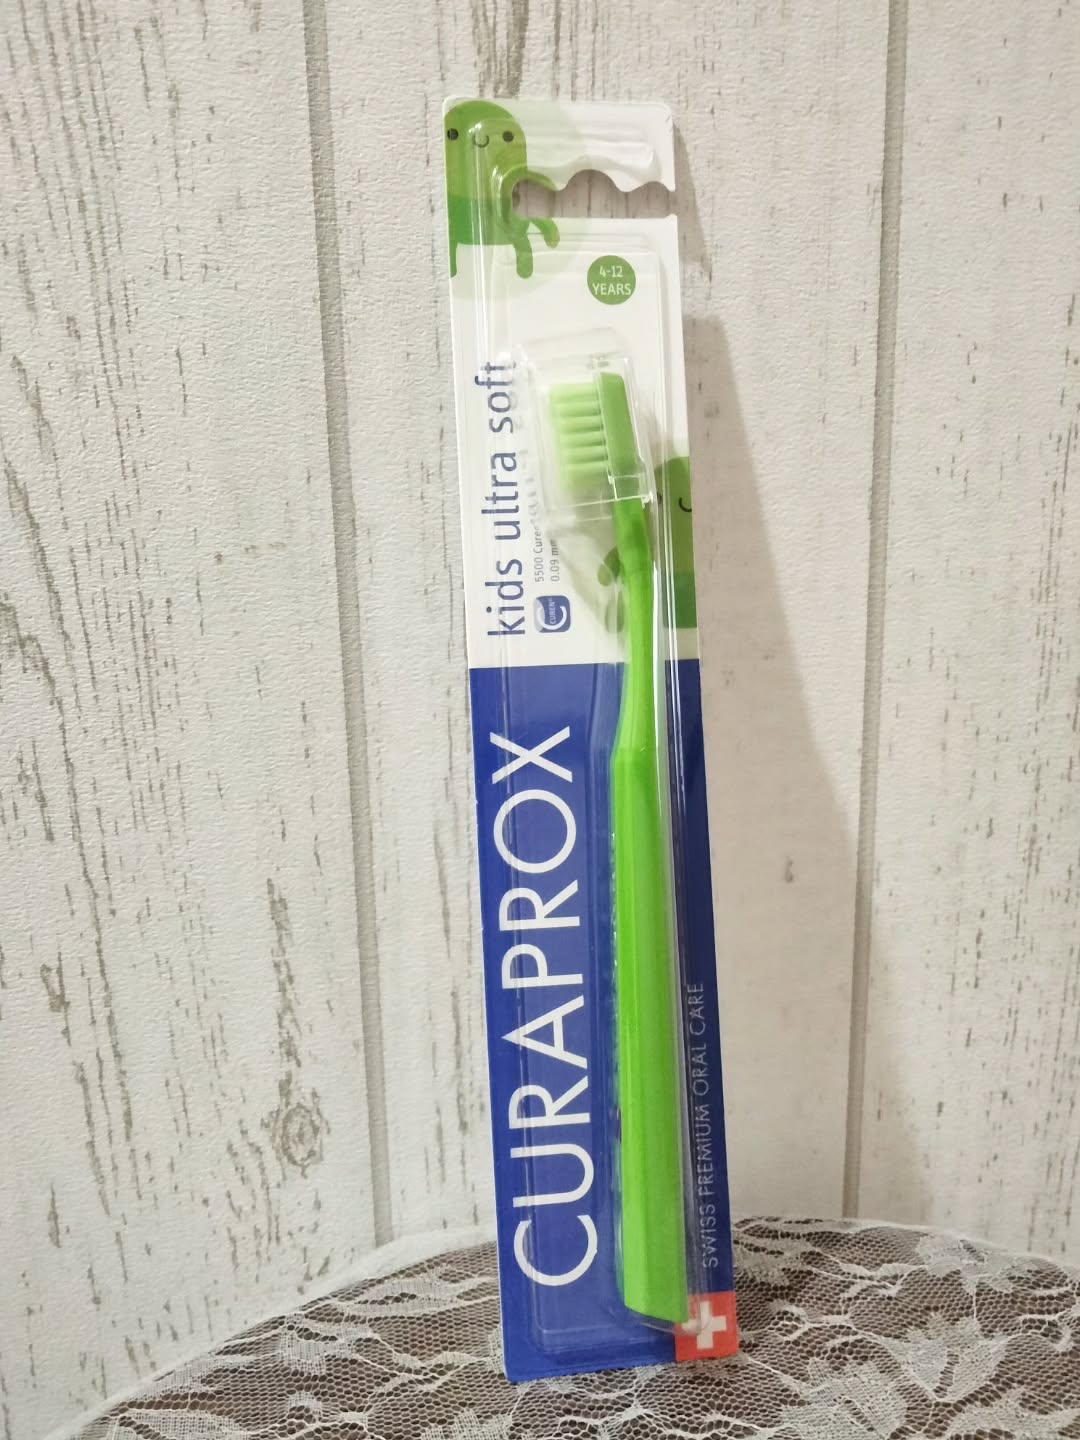 4-12
YEARS
kids ultra soft
5500
0.09
CUREN®
CURAPROX
SWISS PREMIUM ORAL CARE